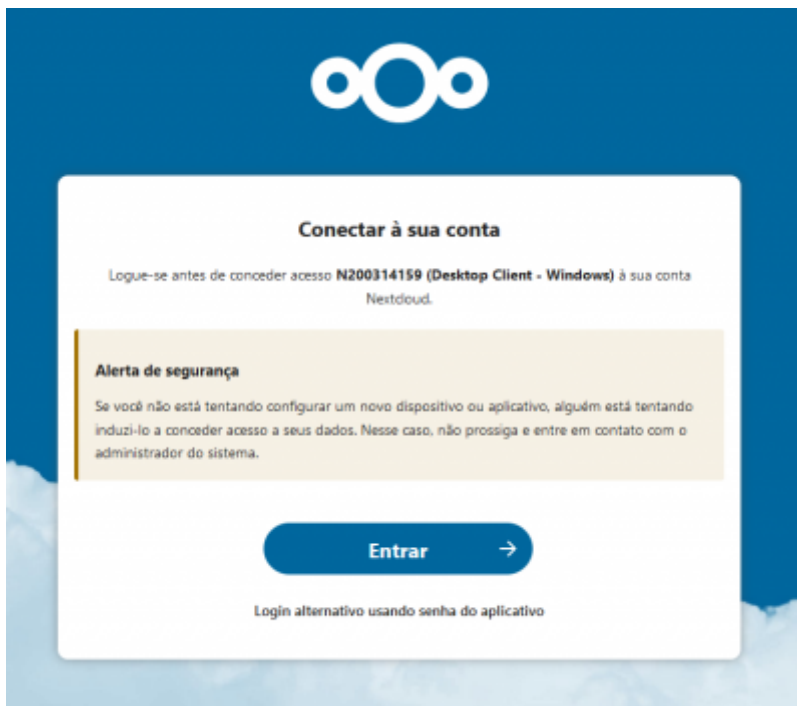 Conectar à sua conta
Logue-se antes de conceder acesso N200314159 (Desktop Client - Windows) à sua conta
Nextcloud.
Alerta de segurança
Se você não está tentando configurar um novo dispositivo ou aplicativo, alguém está tentando
induzi-lo a conceder acesso a seus dados. Nesse caso, não prossiga e entre em contato com o
administrador do sistema.
Entrar →
Login alternativo usando senha do aplicativo